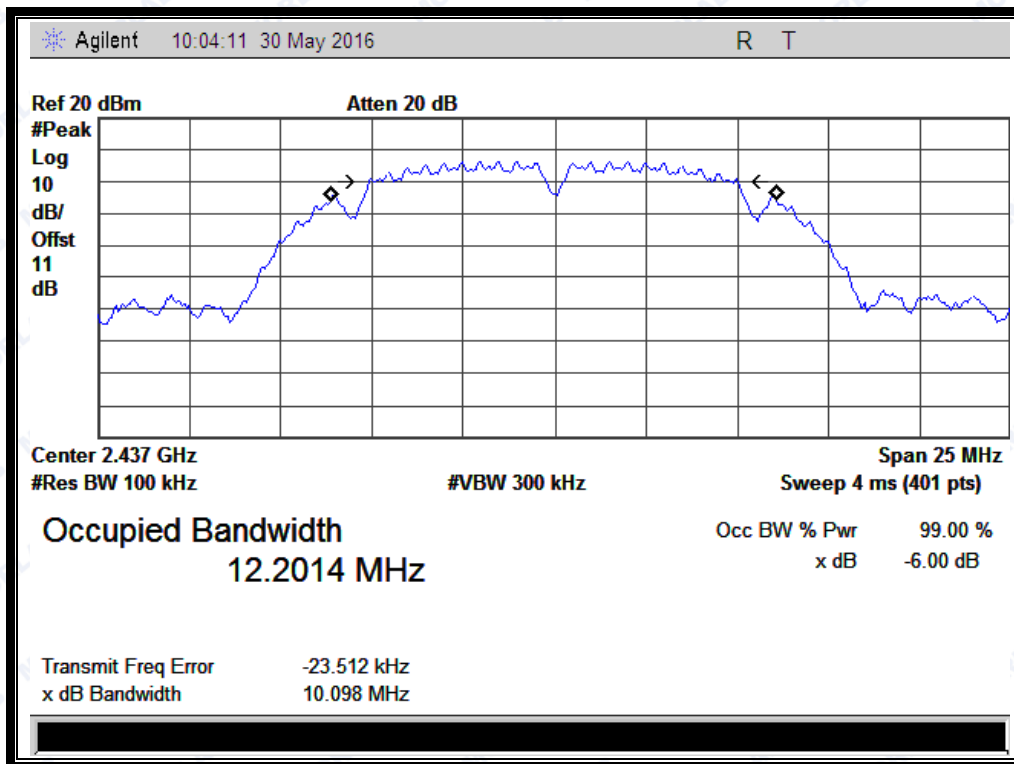 Agilent 10:04:11 30 May 2016 R T
Ref 20 dBm Atten 20 dB
#Peak
Log
10
dB/
Offst
11
dB
Center 2.437 GHz Span 25 MHz
#Res BW 100 kHz #VBW 300 kHz Sweep 4 ms (401 pts)
Occupied Bandwidth Occ BW % Pwr 99.00 %
12.2014 MHz x dB -6.00 dB
Transmit Freq Error -23.512 kHz
x dB Bandwidth 10.098 MHz